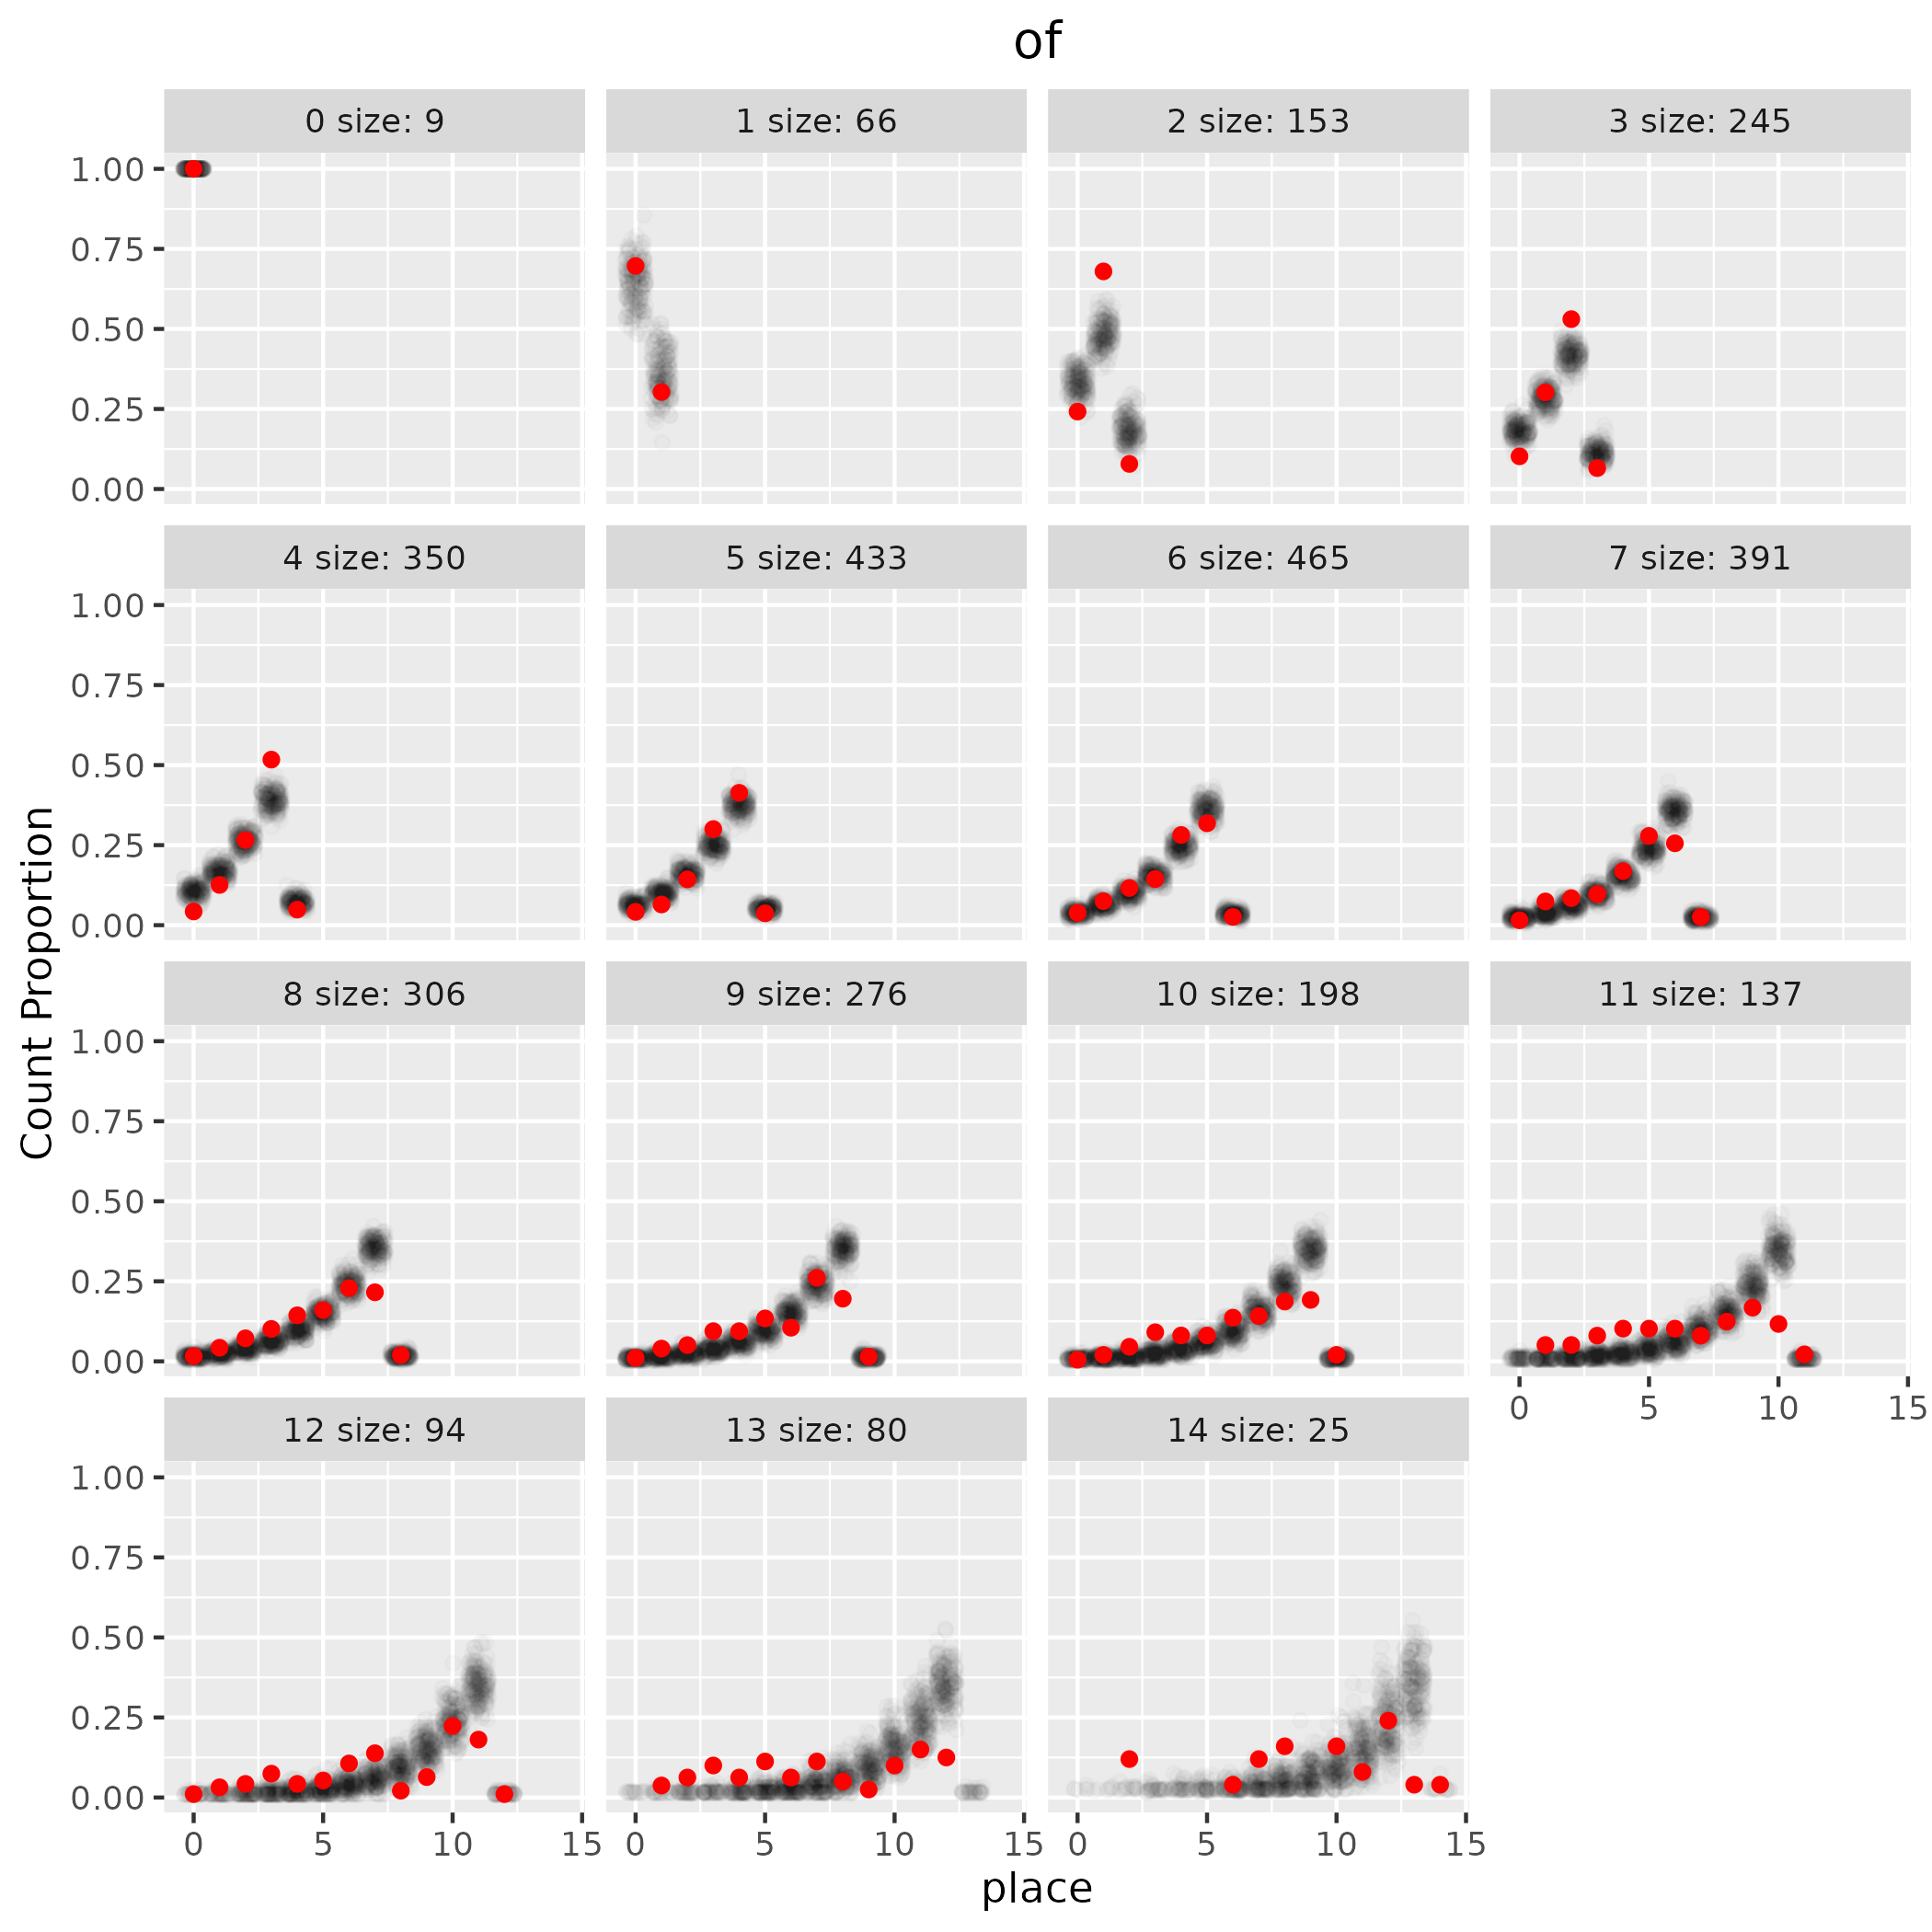 of
0 size: 9
1 size: 66
2 size: 153
3 size: 245
1.00
0.75
0.50
0.25
0.00
4 size: 350
5 size: 433
6 size: 465
7 size: 391
1.00
0.75
0.50
0.25
0.00
8 size: 306
9 size: 276
10 size: 198
11 size: 137
1.00
0.75
0.50
0.25
0.00
0 5 10 15
12 size: 94
13 size: 80
14 size: 25
1.00
0.75
0.50
0.25
0.00
0 5 10 15
0 5 10 15
0 5 10 15
Count Proportion
place